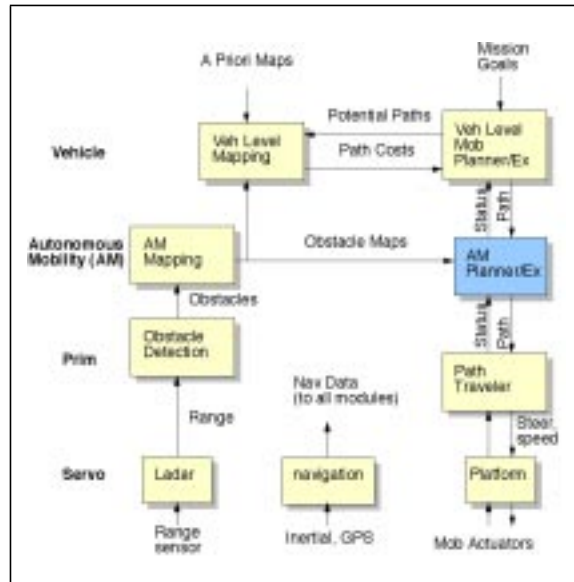 Mission
Goals
A Priori Maps
Vehicle
Veh Level
Mapping
Potential Paths
Path Costs
Veh Level
Mob
Planner/Ex
Status
Path
Autonomous
Mobility (AM)
AM
Mapping
Obstacle Maps
AM
Planner/Ex
Obstacles
Status
Path
Prim
Obstacle
Detection
Nav Data
(to all modules)
Path
Traveler
Range
Steer,
speed
Servo
Ladar
navigation
Platform
Range
sensor
Inertial, GPS
Mob Actuators